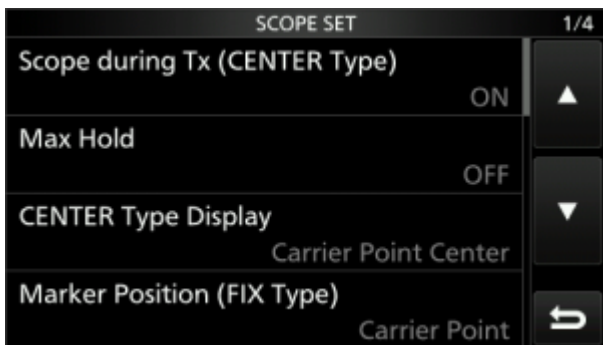 SCOPE SET 1/4
Scope during Tx (CENTER Type)
ON
Max Hold
OFF
CENTER Type Display
Carrier Point Center
Marker Position (FIX Type)
Carrier Point